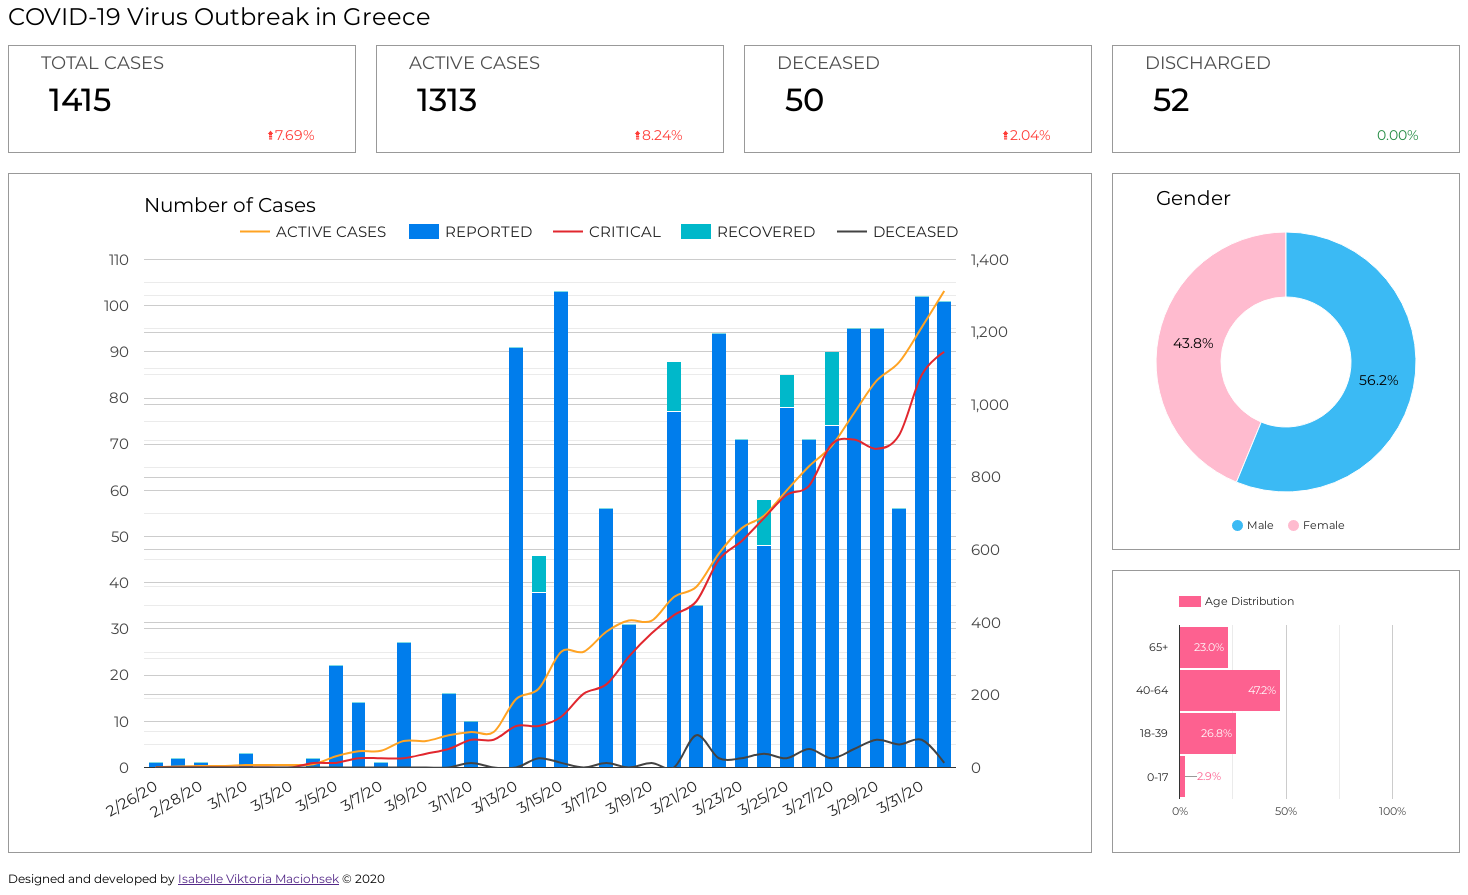 COVID-19 Virus Outbreak in Greece
TOTAL CASES
1415
7.69%
ACTIVE CASES
1313
8.24%
DECEASED
50
2.04%
DISCHARGED
52
0.00%
Number of Cases
ACTIVE CASES REPORTED CRITICAL RECOVERED DECEASED
110
100
90
80
70
60
50
40
30
20
10
0
1,400
1,200
1,000
800
600
400
200
0
2/26/20 2/28/20 3/1/20 3/3/20 3/5/20 3/7/20 3/9/20 3/11/20 3/13/20 3/15/20 3/17/20 3/19/20 3/21/20 3/23/20 3/25/20 3/27/20 3/29/20 3/31/20
Gender
43.8%
56.2%
Male Female
Age Distribution
65+ 23.0%
40-64 47.2%
18-39 26.8%
0-17 2.9%
0% 50% 100%
Designed and developed by Isabelle Viktoria Maciohsek © 2020